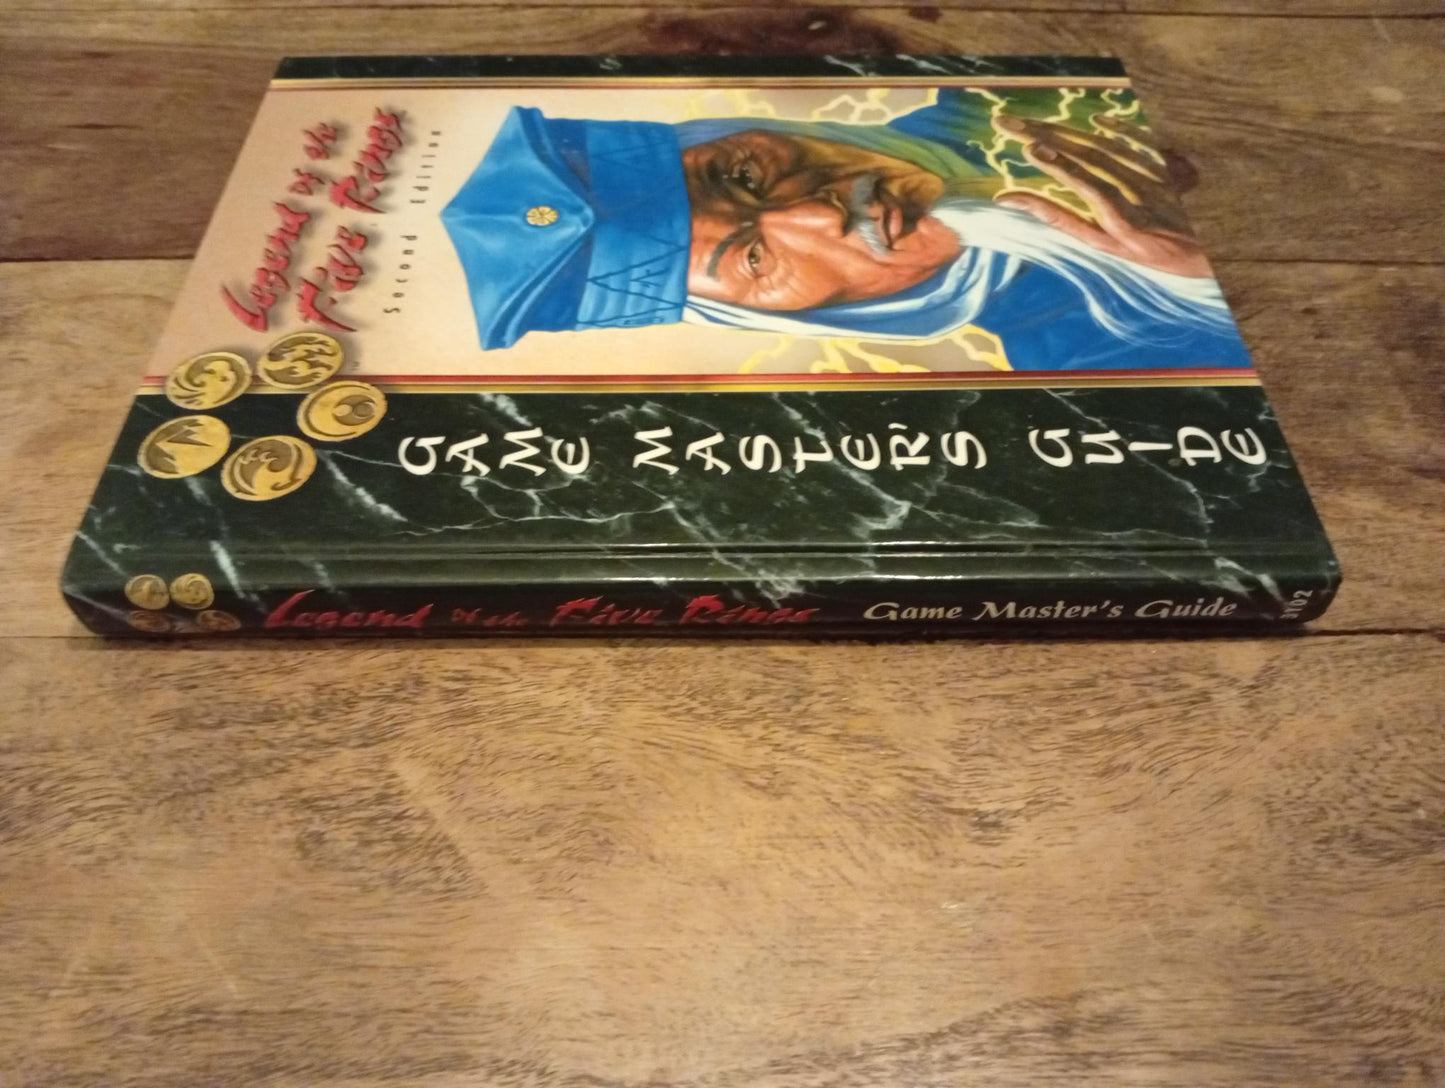 Legend of the
Five Rings
Second Edition
GAME MASTER'S GUIDE
Legend of the Five Rings Game Master's Guide 3102